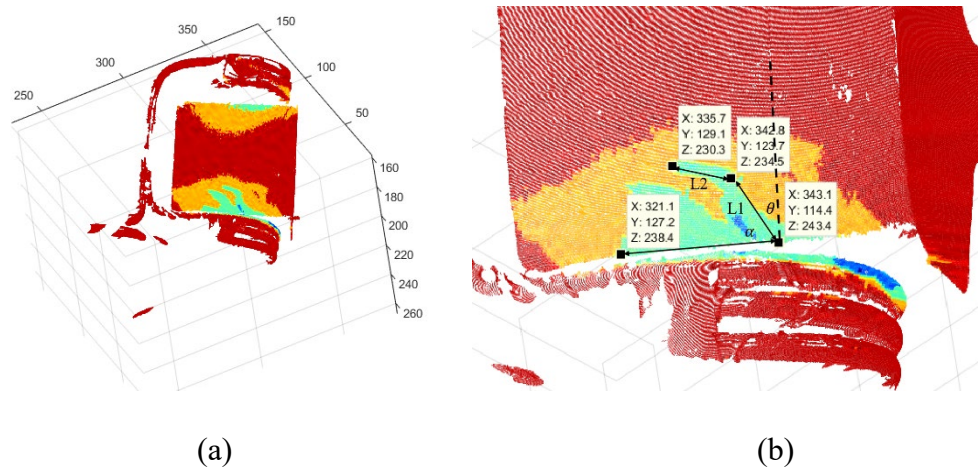 150
350
300
100
250
50
160
180
200
220
240
260
X: 335.7
Y: 129.1
Z: 230.3
X: 342.8
Y: 123.7
Z: 234.5
L2
X: 321.1
Y: 127.2
Z: 238.4
L1
θ
α
X: 343.1
Y: 114.4
Z: 243.4
(a)
(b)